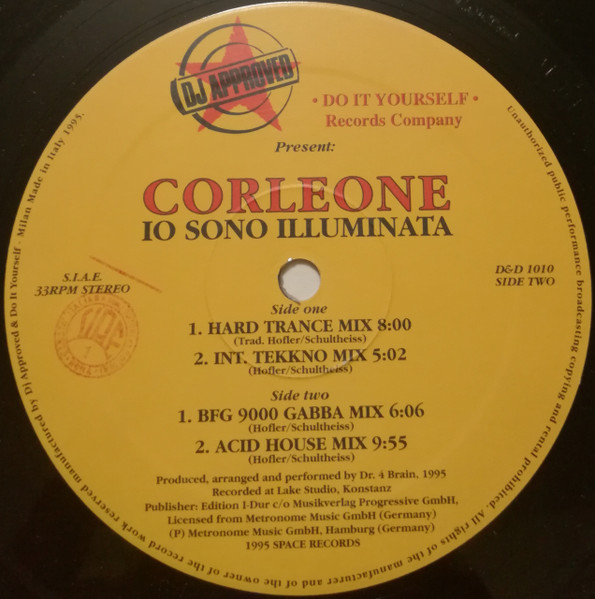 DJ APPROVED
• DO IT YOURSELF •
Records Company
Present:
CORLEONE
IO SONO ILLUMINATA
S.I.A.E.
33RPM STEREO
D&D 1010
SIDE TWO
Side one
1. HARD TRANCE MIX 8:00
(Trad. Hofler/Schultheiss)
2. INT. TEKKNO MIX 5:02
(Hofler/Schultheiss)
Side two
1. BFG 9000 GABBA MIX 6:06
(Hofler/Schultheiss)
2. ACID HOUSE MIX 9:55
(Hofler/Schultheiss)
Produced, arranged and performed by Dr. 4 Brain, 1995
Recorded at Lake Studio, Konstanz
Publisher: Edition I-Dur c/o Musikverlag Progressive GmbH,
Licensed from Metronome Music GmbH (Germany)
(P) Metronome Music GmbH, Hamburg (Germany)
1995 SPACE RECORDS
Unauthorized public performance broadcasting copying and rental prohibited. All rights of the manufacturer and of the owner of the record work reserved manufactured by Dj Approved & Do It Yourself - Milan Made in Italy 1995.